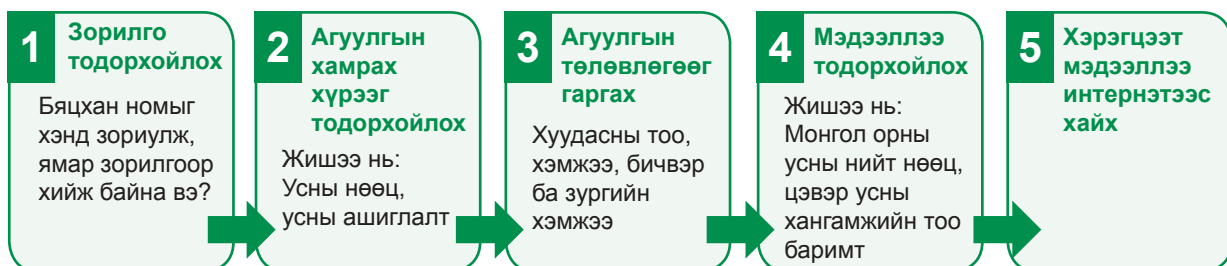 1
Зорилго
тодорхойлох
Бяцхан номыг
хэнд зориулж,
ямар зорилгоор
хийж байна вэ?
2
Агуулгын
хамрах
хүрээг
тодорхойлох
Жишээ нь:
Усны нөөц,
усны ашиглалт
3
Агуулгын
төлөвлөгөөг
гаргах
Хуудасны тоо,
хэмжээ, бичвэр
ба зургийн
хэмжээ
4
Мэдээллээ
тодорхойлох
Жишээ нь:
Монгол орны
усны нийт нөөц,
цэвэр усны
хангамжийн тоо
баримт
5
Хэрэгцээт
мэдээллээ
интернэтээс
хайх